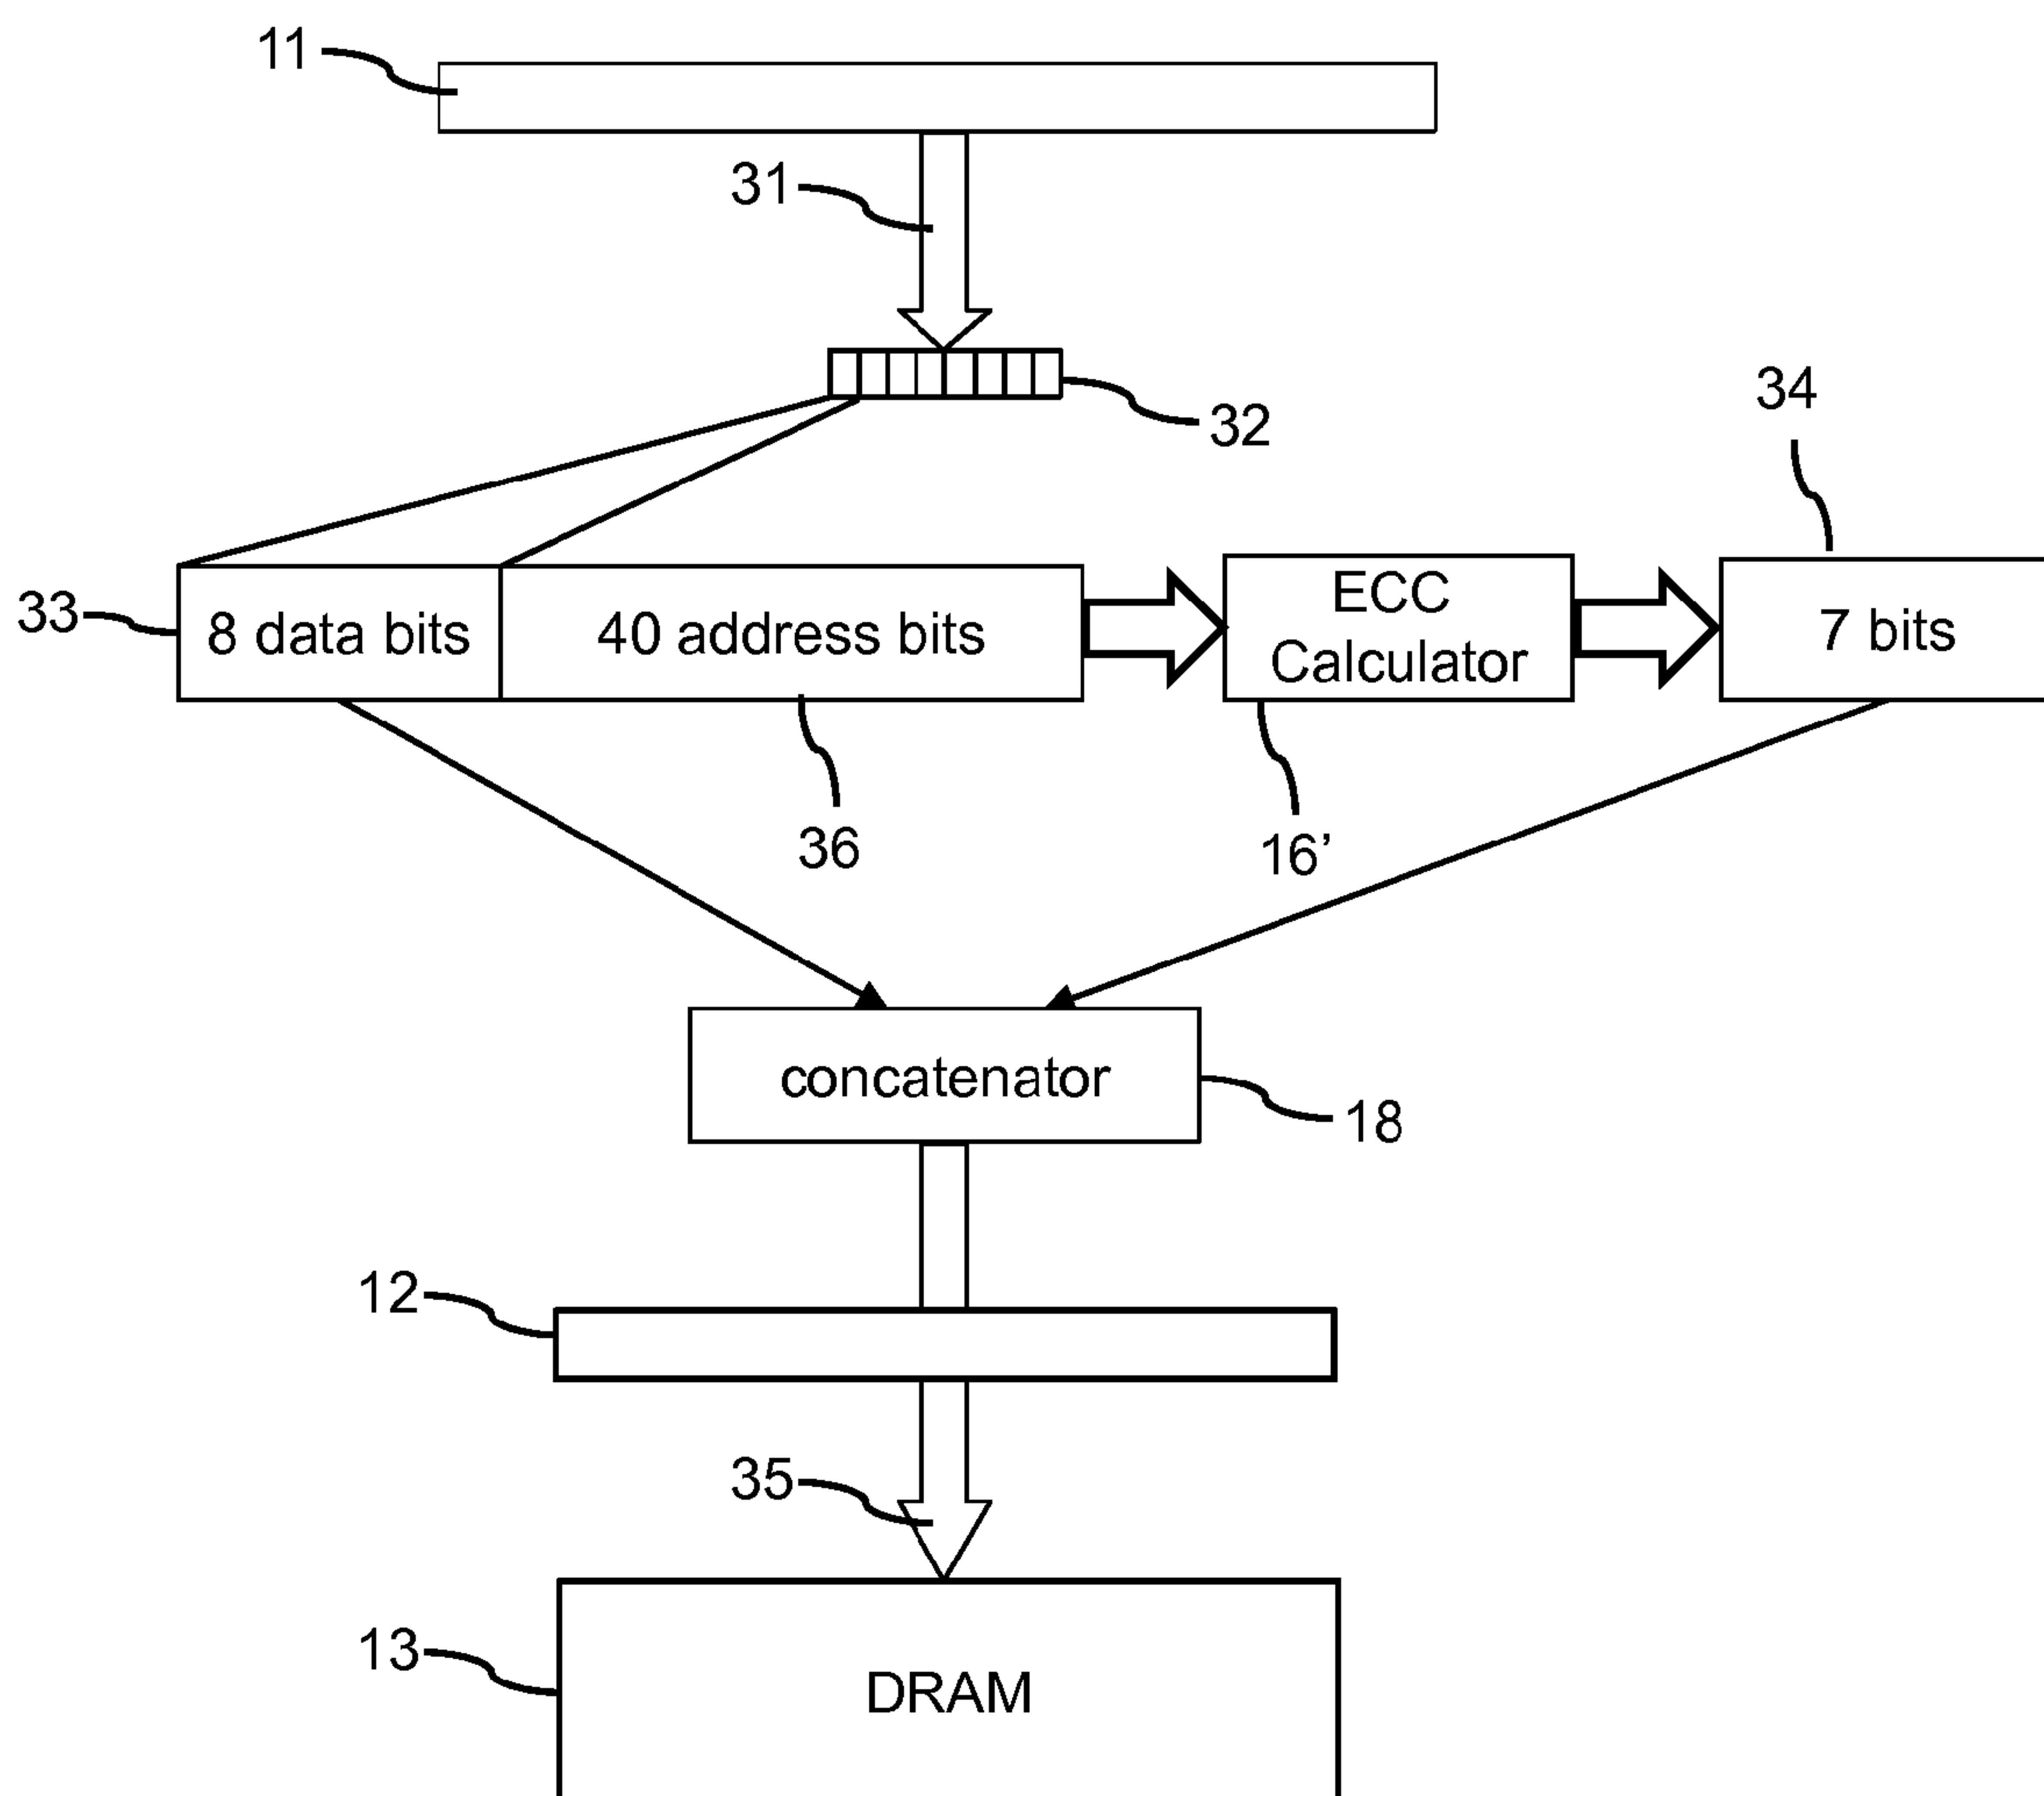 11
31
32
34
33
8 data bits
40 address bits
ECC
Calculator
7 bits
36
16’
concatenator
18
12
35
13
DRAM